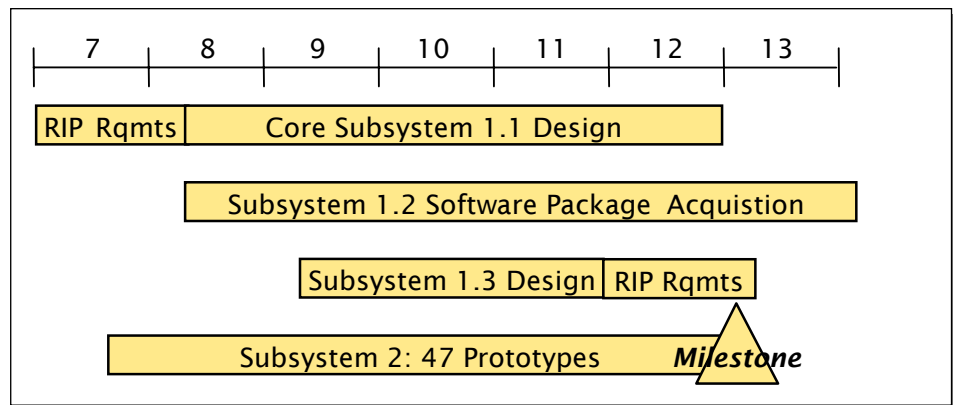 7 8 9 10 11 12 13
RIP Rqmts Core Subsystem 1.1 Design
Subsystem 1.2 Software Package Acquistion
Subsystem 1.3 Design RIP Rqmts
Subsystem 2: 47 Prototypes Milestone